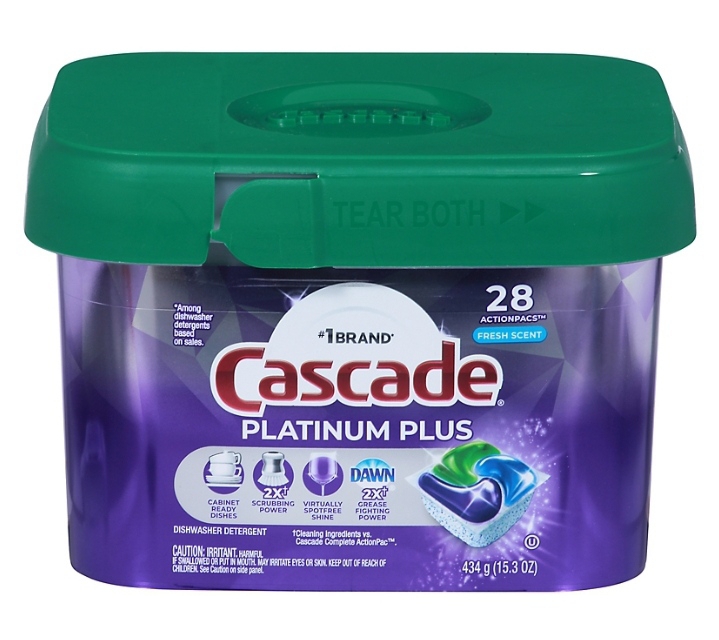 TEAR BOTH ▶▶
*Among
dishwasher
detergents
based
on sales.
28
ACTIONPACS™
FRESH SCENT
#1 BRAND*
Cascade®
PLATINUM PLUS
CABINET
READY
DISHES
2X†
SCRUBBING
POWER
VIRTUALLY
SPOTFREE
SHINE
DAWN
2X†
GREASE
FIGHTING
POWER
DISHWASHER DETERGENT
†Cleaning Ingredients vs.
Cascade Complete ActionPac™.
CAUTION: IRRITANT. HARMFUL
IF SWALLOWED OR PUT IN MOUTH. MAY IRRITATE EYES OR SKIN. KEEP OUT OF REACH OF
CHILDREN. See Caution on side panel.
U
434 g (15.3 OZ)